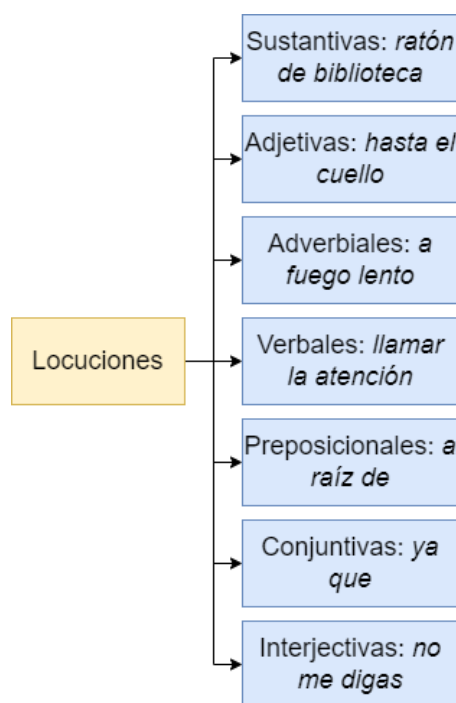 Sustantivas: ratón
de biblioteca
Adjetivas: hasta el
cuello
Adverbiales: a
fuego lento
Locuciones
Verbales: llamar
la atención
Preposicionales: a
raíz de
Conjuntivas: ya
que
Interjectivas: no
me digas